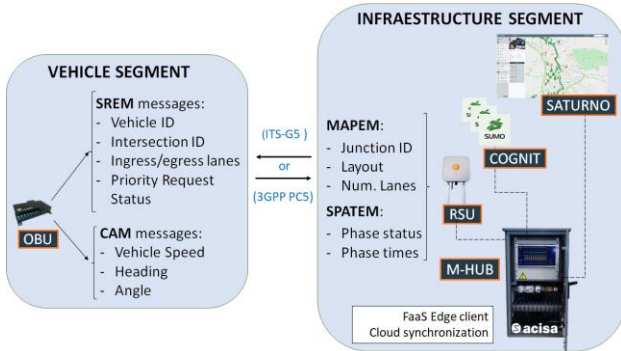 VEHICLE SEGMENT
SREM messages:
- Vehicle ID
- Intersection ID
- Ingress/egress lanes
- Priority Request
Status
OBU
CAM messages:
- Vehicle Speed
- Heading
- Angle
(ITS-G5 )
or
(3GPP PC5)
INFRAESTRUCTURE SEGMENT
SATURNO
SUMO
COGNIT
MAPEM:
- Junction ID
- Layout
- Num. Lanes
RSU
SPATEM:
- Phase status
- Phase times
M-HUB
FaaS Edge client
Cloud synchronization
acisa